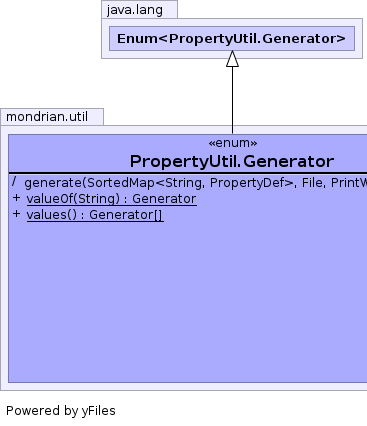 java.lang
Enum<PropertyUtil.Generator>
mondrian.util
«enum»
PropertyUtil.Generator
/ generate(SortedMap<String, PropertyDef>, File, PrintW
+ valueOf(String) : Generator
+ values() : Generator[]
Powered by yFiles